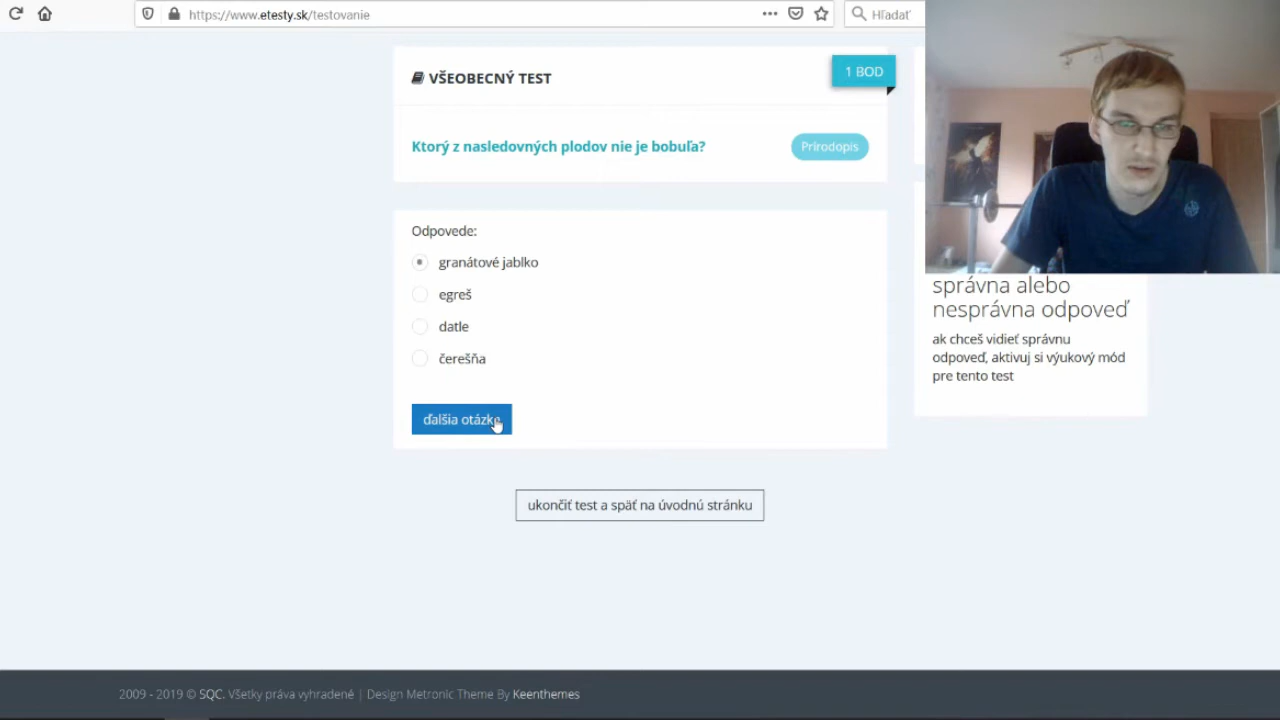 https://www.etesty.sk/testovanie
Hľadať
VŠEOBECNÝ TEST
1 BOD
Ktorý z nasledovných plodov nie je bobuľa?
Prírodopis
Odpovede:
granátové jablko
egreš
datle
čerešňa
ďalšia otázka
ukončiť test a späť na úvodnú stránku
správna alebo
nesprávna odpoveď
ak chceš vidieť správnu
odpoveď, aktivuj si výukový mód
pre tento test
2009 - 2019 © SQC. Všetky práva vyhradené | Design Metronic Theme By Keenthemes